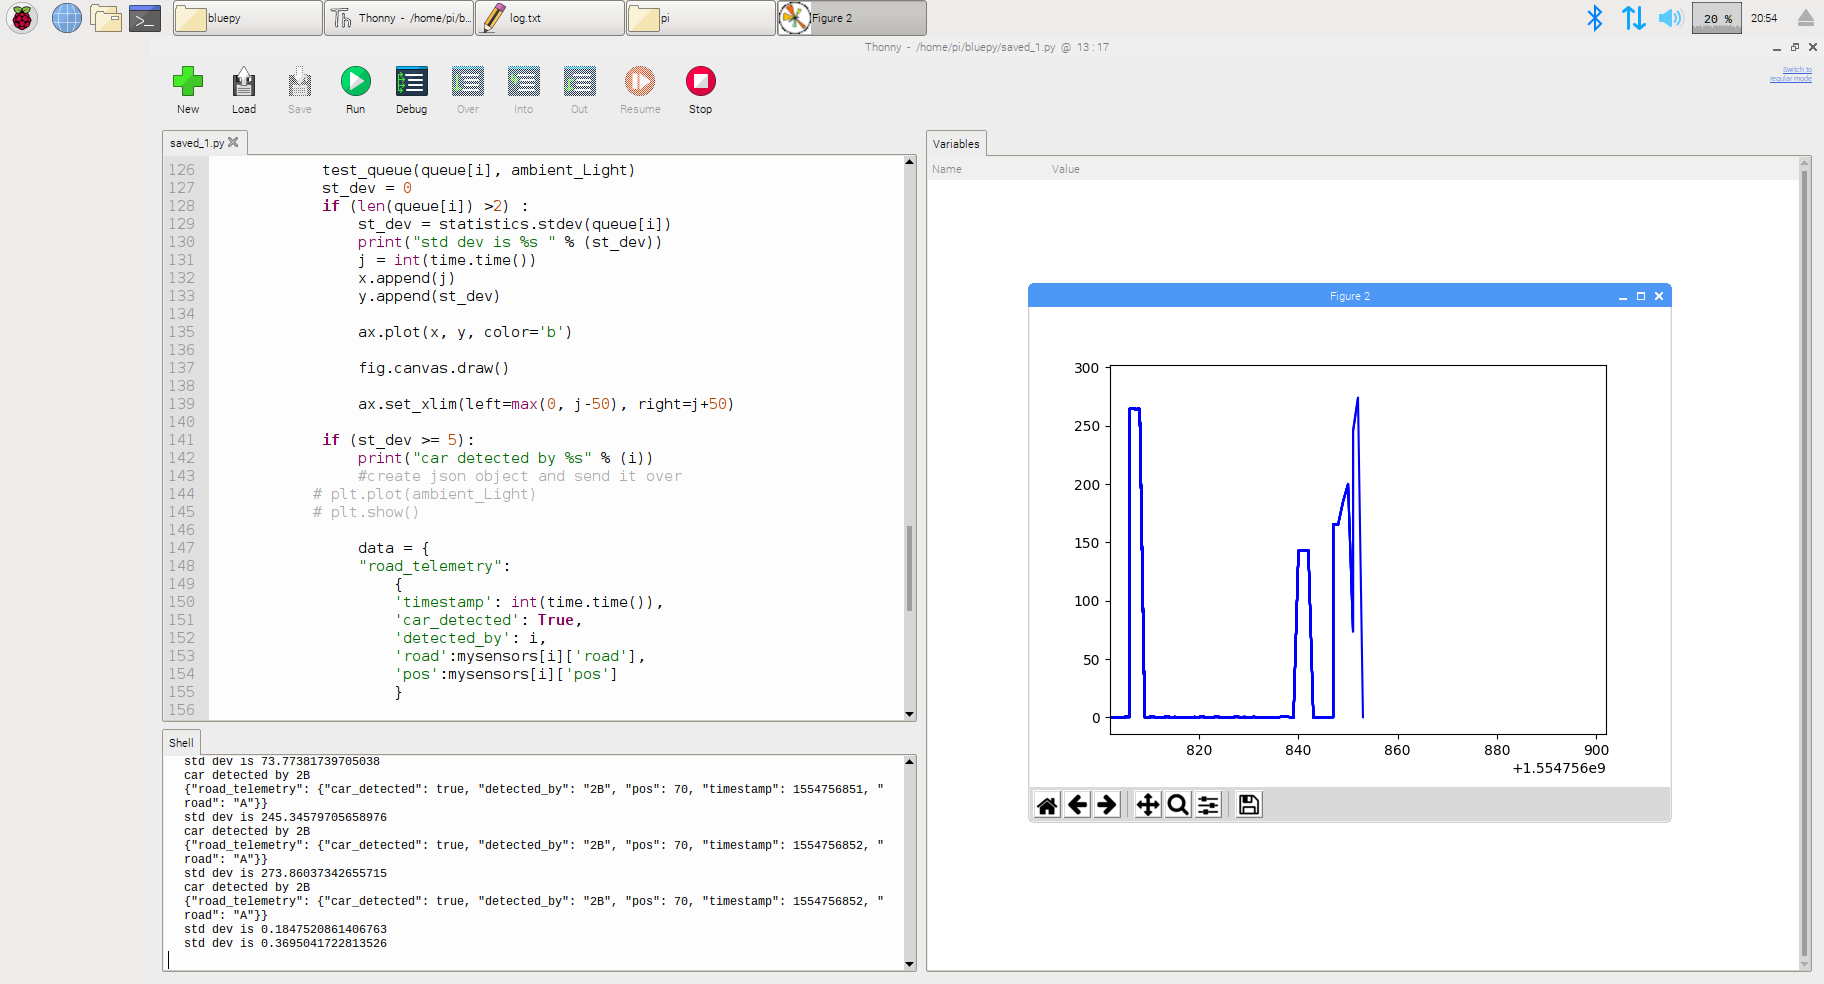 bluepy
Thonny - /home/pi/b...
log.txt
pi
Figure 2
20 %
20:54
Thonny - /home/pi/bluepy/saved_1.py @ 13 : 17
New
Load
Save
Run
Debug
Over
Into
Out
Resume
Stop
Switch to
regular mode
saved_1.py
126 test_queue(queue[i], ambient_Light)
127 st_dev = 0
128 if (len(queue[i]) >2) :
129 st_dev = statistics.stdev(queue[i])
130 print("std dev is %s " % (st_dev))
131 j = int(time.time())
132 x.append(j)
133 y.append(st_dev)
134
135 ax.plot(x, y, color='b')
136
137 fig.canvas.draw()
138
139 ax.set_xlim(left=max(0, j-50), right=j+50)
140
141 if (st_dev >= 5):
142 print("car detected by %s" % (i))
143 #create json object and send it over
144 # plt.plot(ambient_Light)
145 # plt.show()
146
147 data = {
148 "road_telemetry":
149 {
150 'timestamp': int(time.time()),
151 'car_detected': True,
152 'detected_by': i,
153 'road':mysensors[i]['road'],
154 'pos':mysensors[i]['pos']
155 }
156
Shell
std dev is 73.77381739705038
car detected by 2B
{"road_telemetry": {"car_detected": true, "detected_by": "2B", "pos": 70, "timestamp": 1554756851, "
road": "A"}}
std dev is 245.34579705658976
car detected by 2B
{"road_telemetry": {"car_detected": true, "detected_by": "2B", "pos": 70, "timestamp": 1554756852, "
road": "A"}}
std dev is 273.86037342655715
car detected by 2B
{"road_telemetry": {"car_detected": true, "detected_by": "2B", "pos": 70, "timestamp": 1554756852, "
road": "A"}}
std dev is 0.1847520861406763
std dev is 0.3695041722813526
Variables
Name Value
Figure 2
300
250
200
150
100
50
0
820 840 860 880 900
+1.554756e9